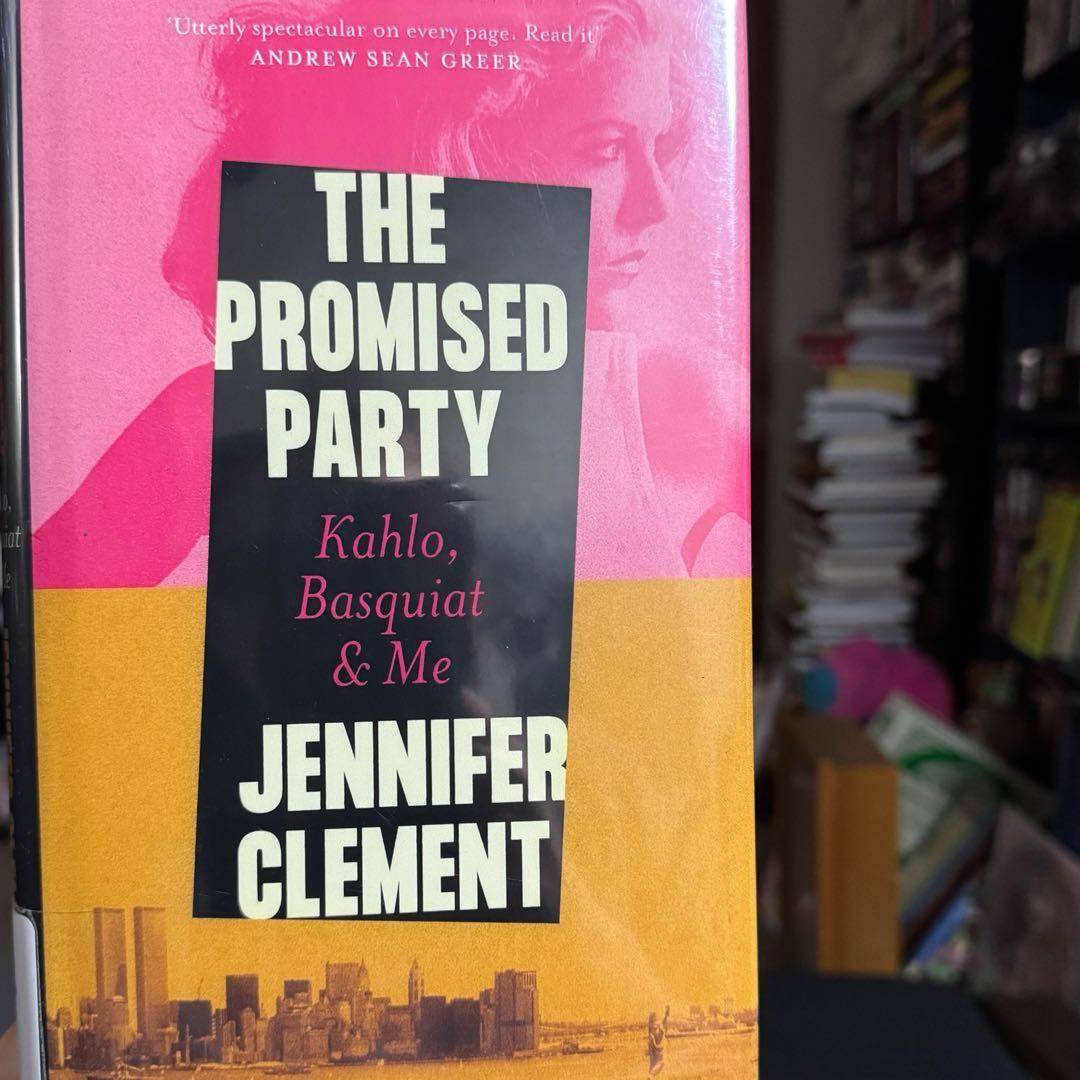 'Utterly spectacular on every page. Read it'
ANDREW SEAN GREER
THE
PROMISED
PARTY
Kahlo,
Basquiat
& Me
JENNIFER
CLEMENT